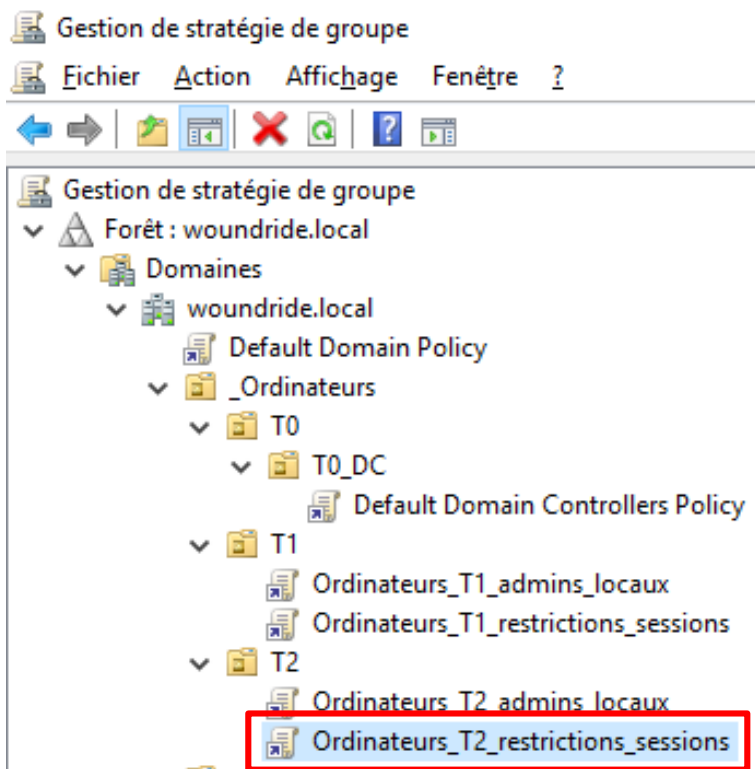 Gestion de stratégie de groupe
Fichier Action Affichage Fenêtre ?
Gestion de stratégie de groupe
Forêt : woundride.local
Domaines
woundride.local
Default Domain Policy
_Ordinateurs
T0
T0_DC
Default Domain Controllers Policy
T1
Ordinateurs_T1_admins_locaux
Ordinateurs_T1_restrictions_sessions
T2
Ordinateurs_T2_admins_locaux
Ordinateurs_T2_restrictions_sessions